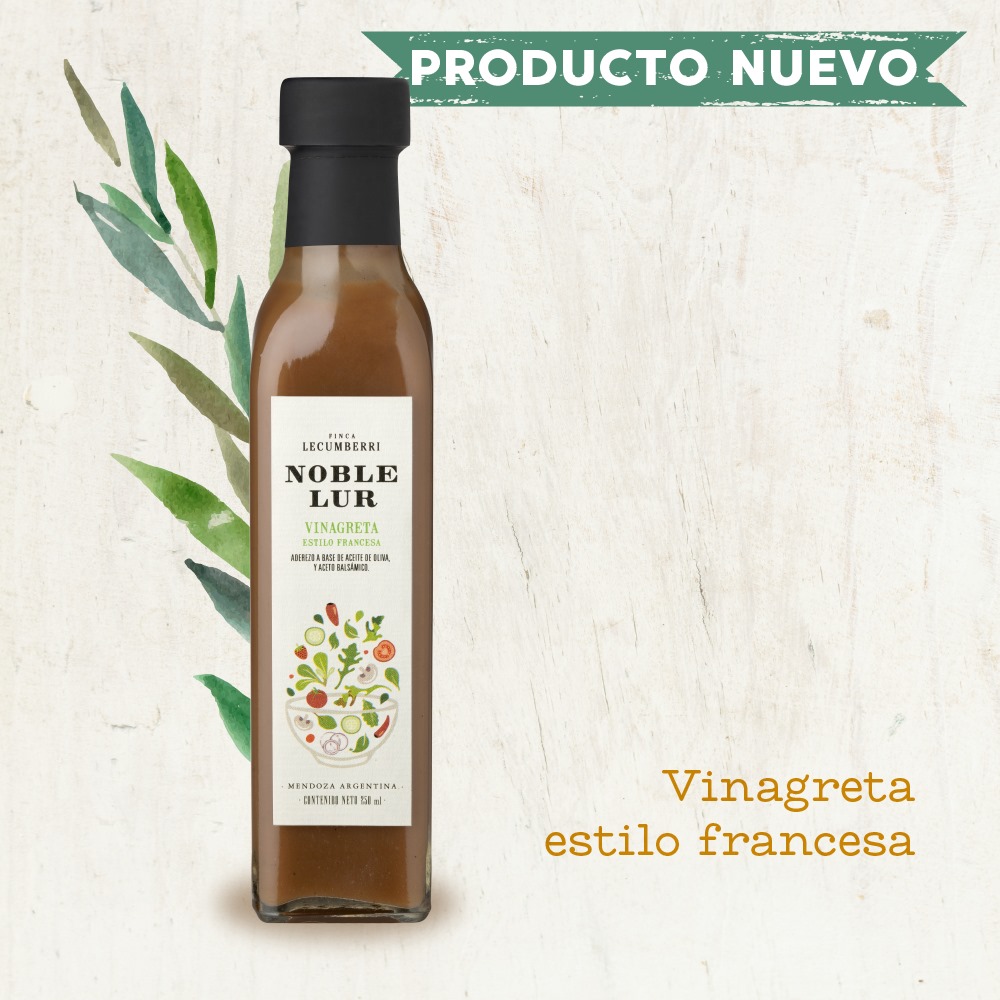 PRODUCTO NUEVO
FINCA
LECUMBERRI
NOBLE
LUR
VINAGRETA
ESTILO FRANCESA
ADEREZO A BASE DE ACEITE DE OLIVA,
Y ACETO BALSÁMICO.
· MENDOZA ARGENTINA ·
· CONTENIDO NETO 250 ml ·
Vinagreta
estilo francesa